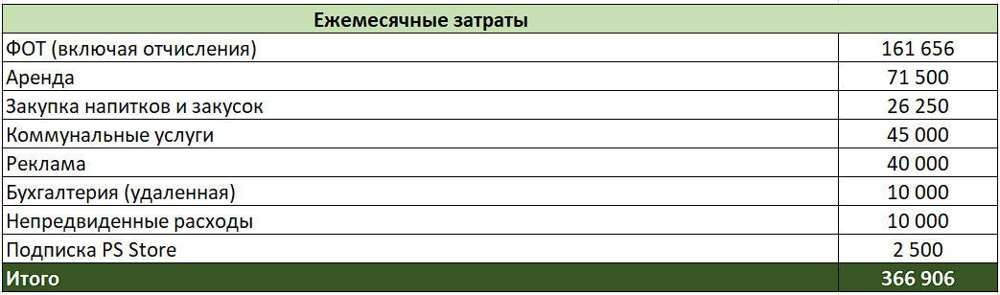 Ежемесячные затраты
ФОТ (включая отчисления) 161 656
Аренда 71 500
Закупка напитков и закусок 26 250
Коммунальные услуги 45 000
Реклама 40 000
Бухгалтерия (удаленная) 10 000
Непредвиденные расходы 10 000
Подписка PS Store 2 500
Итого 366 906